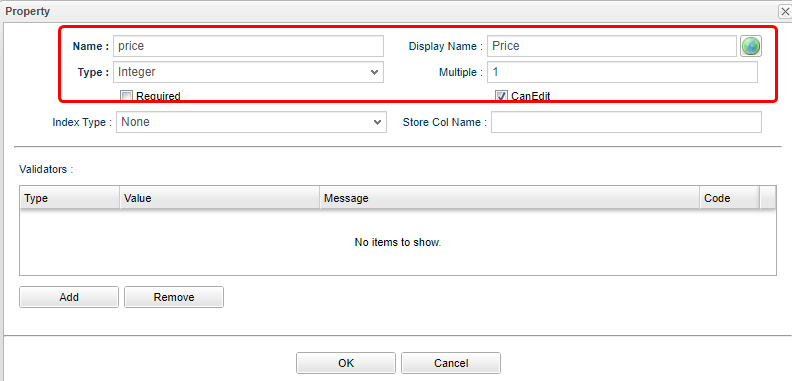 Property
Name : price Display Name : Price
Type : Integer Multiple : 1
Required CanEdit
Index Type : None Store Col Name :
Validators :
Type Value Message Code
No items to show.
Add Remove
OK Cancel